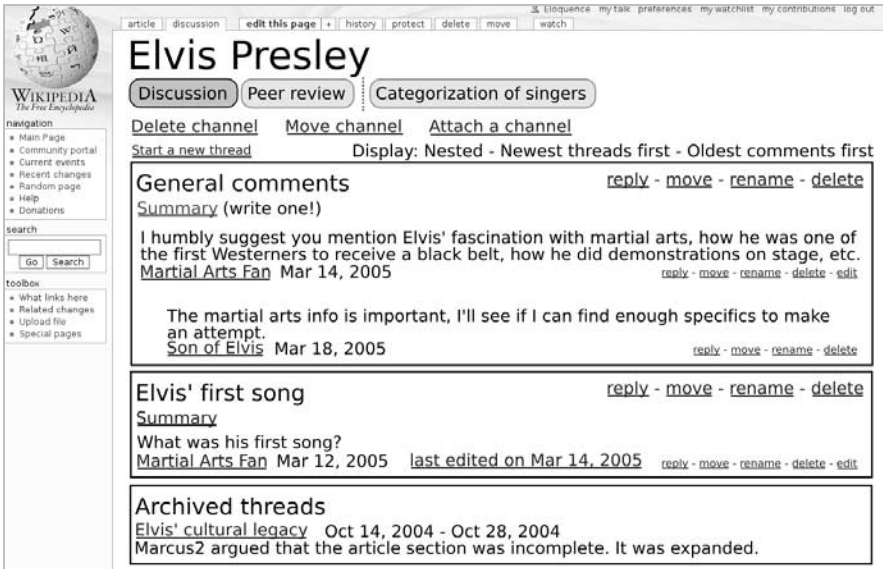 Eloquence my talk preferences my watchlist my contributions log out
article discussion edit this page + history protect delete move watch
Elvis Presley
Discussion Peer review Categorization of singers
Delete channel Move channel Attach a channel
Start a new thread Display: Nested - Newest threads first - Oldest comments first
WIKIPEDIA
The Free Encyclopedia
navigation
Main Page
Community portal
Current events
Recent changes
Random page
Help
Donations
search
Go Search
toolbox
What links here
Related changes
Upload file
Special pages
General comments reply - move - rename - delete
Summary (write one!)
I humbly suggest you mention Elvis' fascination with martial arts, how he was one of
the first Westerners to receive a black belt, how he did demonstrations on stage, etc.
Martial Arts Fan Mar 14, 2005 reply - move - rename - delete - edit
The martial arts info is important, I'll see if I can find enough specifics to make
an attempt.
Son of Elvis Mar 18, 2005 reply - move - rename - delete
Elvis' first song reply - move - rename - delete
Summary
What was his first song?
Martial Arts Fan Mar 12, 2005 last edited on Mar 14, 2005 reply - move - rename - delete - edit
Archived threads
Elvis' cultural legacy Oct 14, 2004 - Oct 28, 2004
Marcus2 argued that the article section was incomplete. It was expanded.